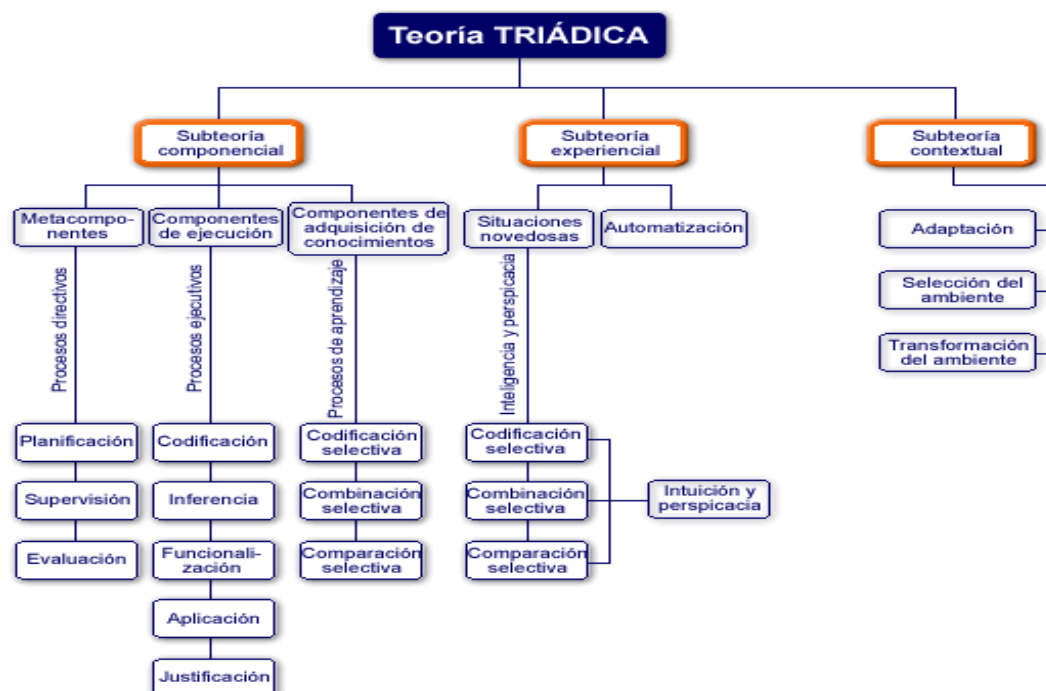 Teoría TRIÁDICA
Subteoría
componencial
Subteoría
experiencial
Subteoría
contextual
Metacompo-
nentes
Componentes
de ejecución
Componentes de
adquisición de
conocimientos
Situaciones
novedosas
Automatización
Adaptación
Selección del
ambiente
Transformación
del ambiente
Procesos directivos
Procesos ejecutivos
Procesos de aprendizaje
Inteligencia y perspicacia
Planificación
Supervisión
Evaluación
Codificación
Inferencia
Funcionali-
zación
Aplicación
Justificación
Codificación
selectiva
Combinación
selectiva
Comparación
selectiva
Codificación
selectiva
Combinación
selectiva
Comparación
selectiva
Intuición y
perspicacia